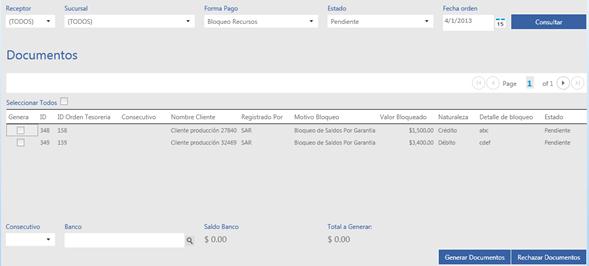 Receptor Sucursal Forma Pago Estado Fecha orden
(TODOS) (TODOS) Bloqueo Recursos Pendiente 4/1/2013 15 Consultar
Documentos
Page 1 of 1
Seleccionar Todos
Genera ID ID Orden Tesoreria Consecutivo Nombre Cliente Registrado Por Motivo Bloqueo Valor Bloqueado Naturaleza Detalle de bloqueo Estado
348 158 Cliente producción 27840 SAR Bloqueo de Saldos Por Garantía $1,500.00 Crédito abc Pendiente
349 159 Cliente producción 32469 SAR Bloqueo de Saldos Por Garantía $3,400.00 Débito cdef Pendiente
Consecutivo Banco Saldo Banco Total a Generar:
$ 0.00 $ 0.00
Generar Documentos Rechazar Documentos